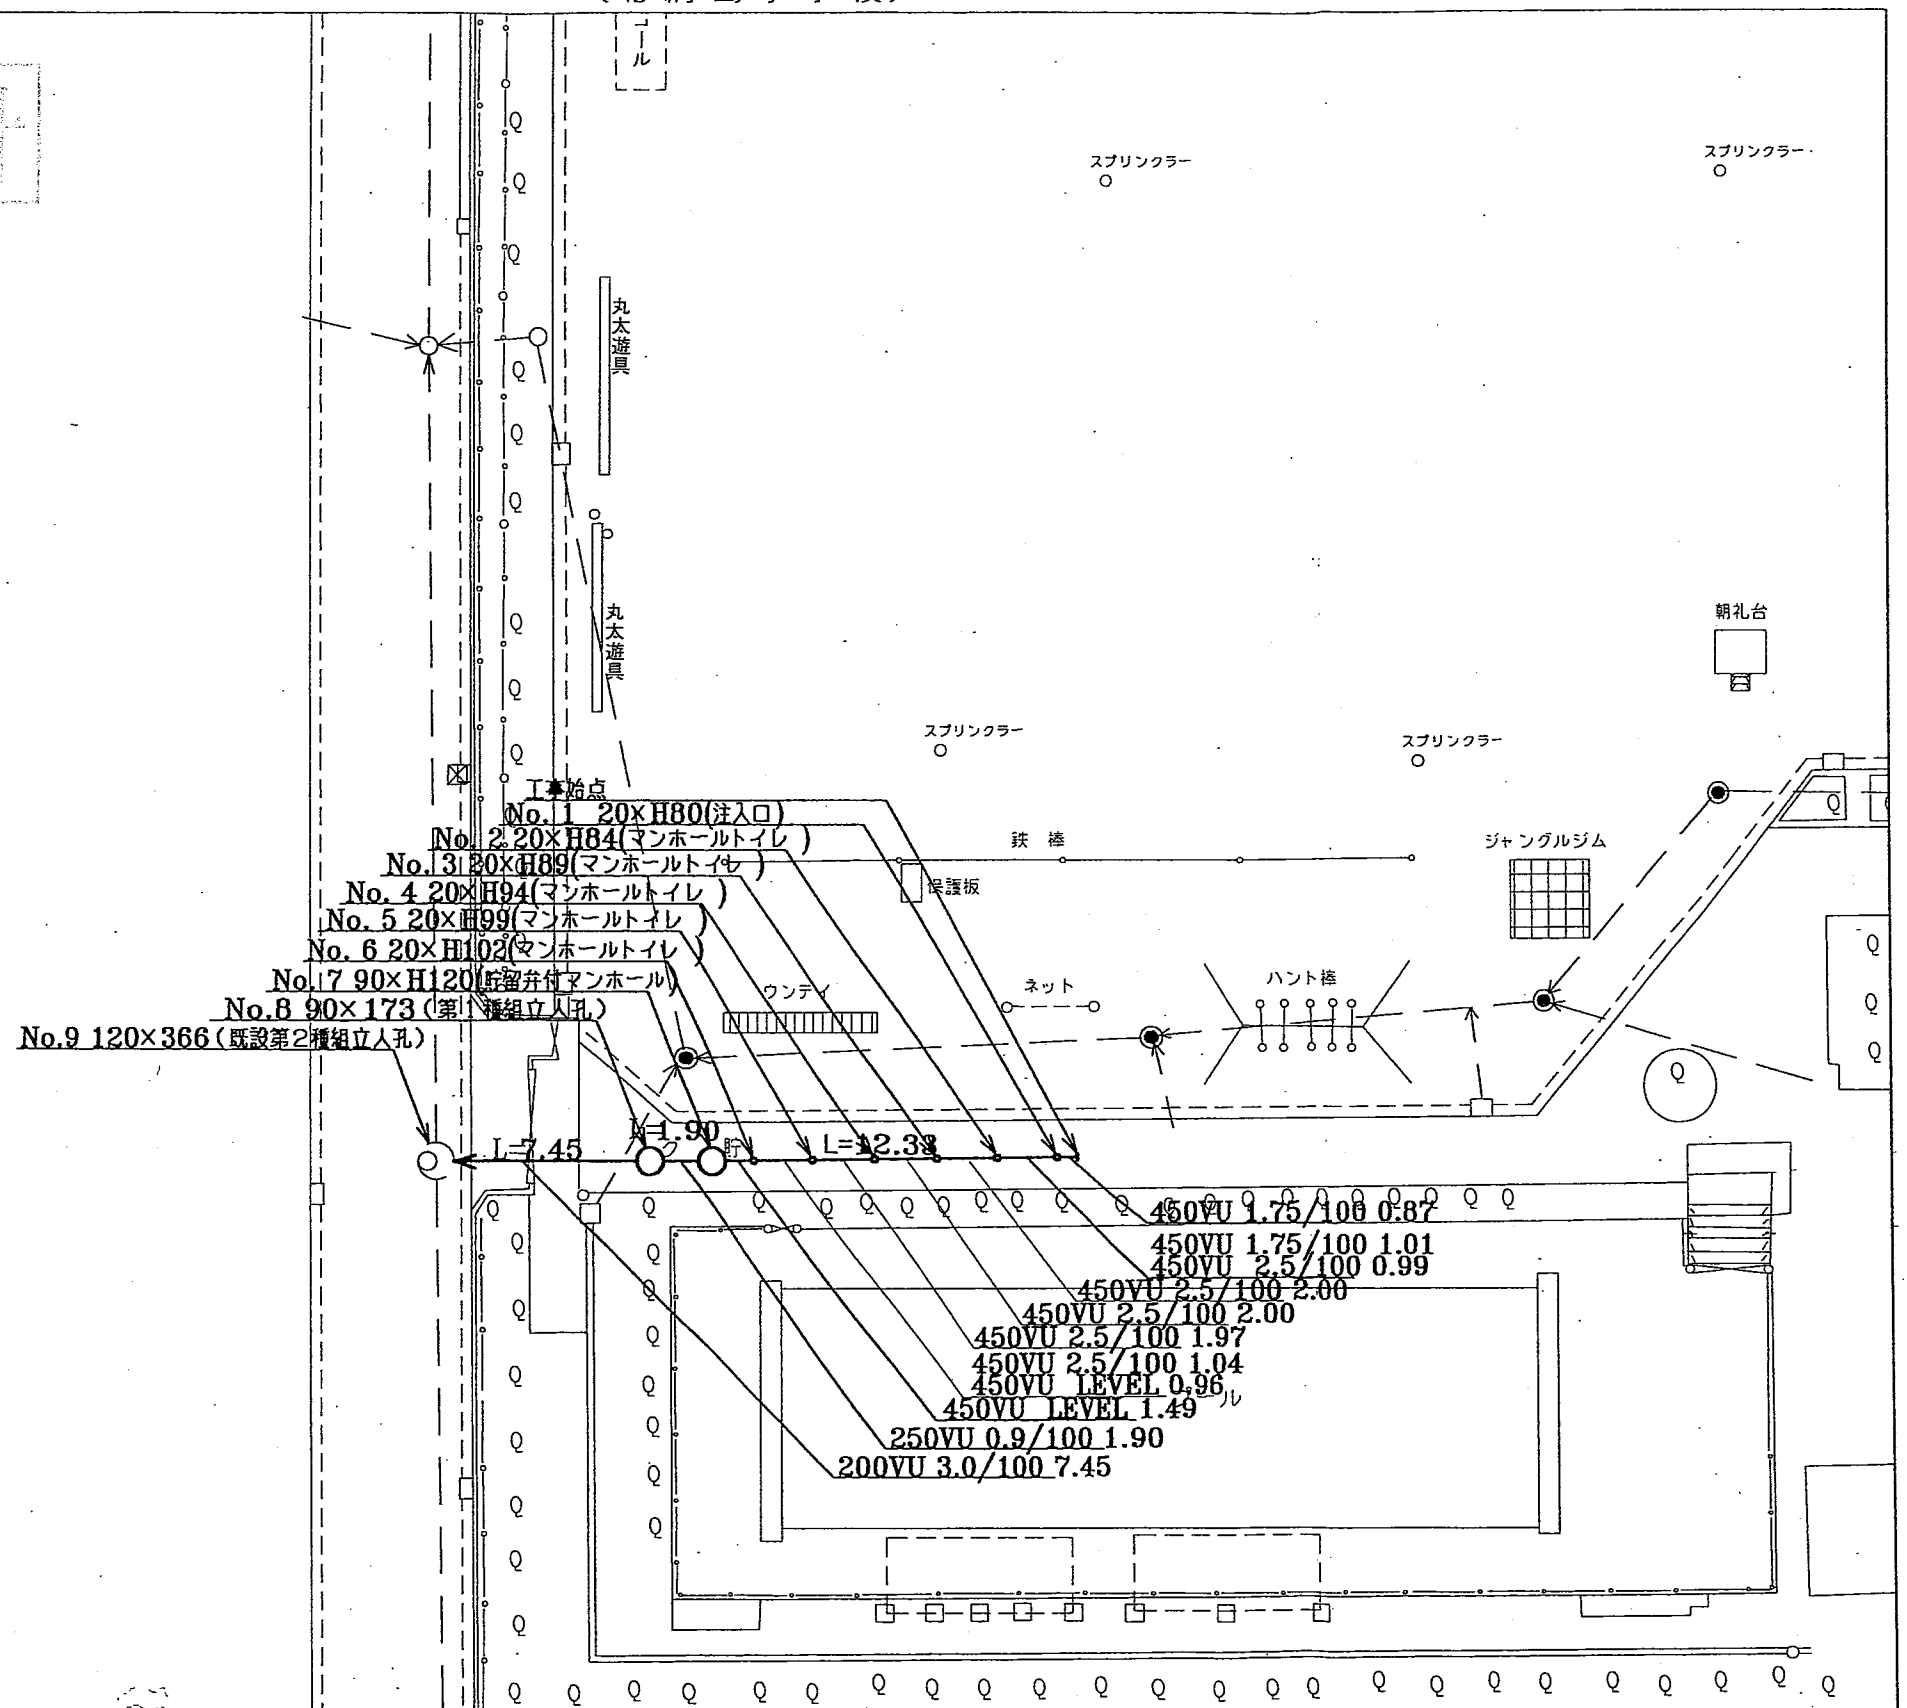 コール
スプリンクラー
スプリンクラー
丸太遊具
丸太遊具
朝礼台
スプリンクラー
スプリンクラー
工事始点
No. 1 20×H80(注入口)
No. 2 20×H84(マンホールトイレ)
No. 3 20×H89(マンホールトイレ)
No. 4 20×H94(マンホールトイレ)
No. 5 20×H99(マンホールトイレ)
No. 6 20×H102(マンホールトイレ)
No. 7 90×H120(貯留弁付マンホール)
No.8 90×173(第1種組立人孔)
No.9 120×366(既設第2種組立人孔)
鉄 棒
保護板
ジャングルジム
ウンテイ
ネット
ハント棒
L=7.45
L=1.90
貯
L=12.33
450VU 1.75/100 0.87
450VU 1.75/100 1.01
450VU 2.5/100 0.99
450VU 2.5/100 2.00
450VU 2.5/100 2.00
450VU 2.5/100 1.97
450VU 2.5/100 1.04
450VU LEVEL 0.96
450VU LEVEL 1.49
250VU 0.9/100 1.90
200VU 3.0/100 7.45